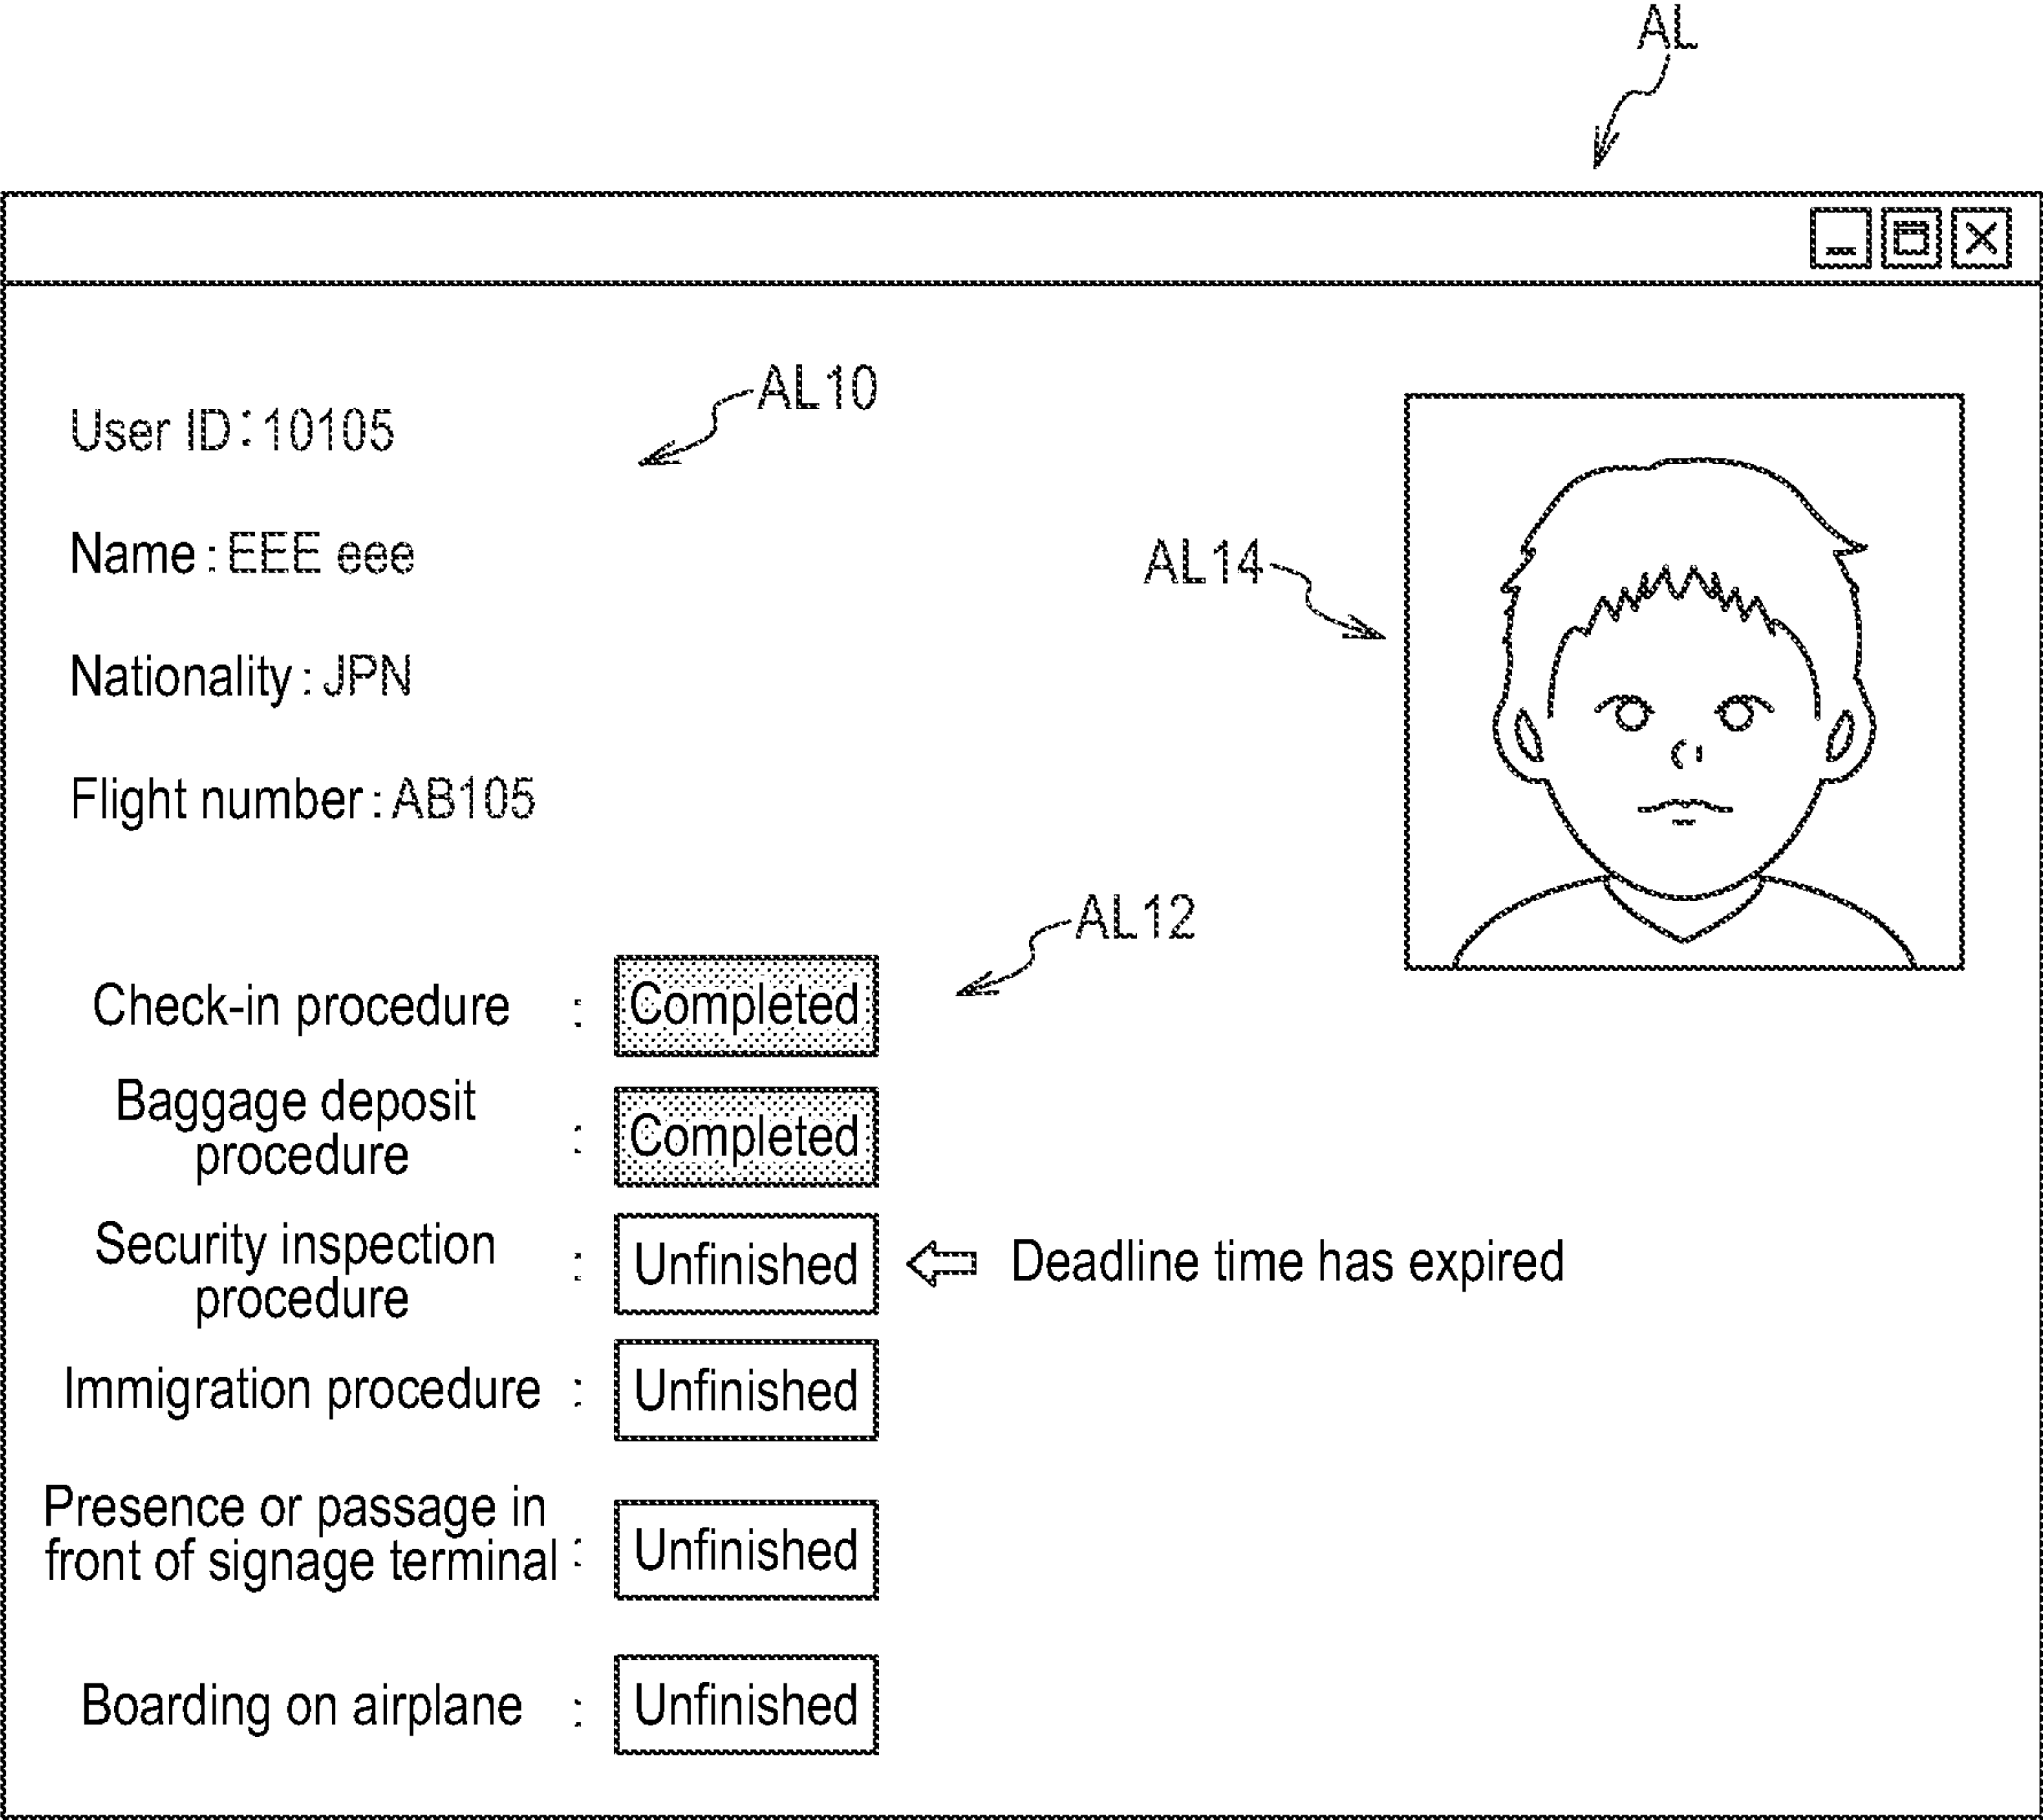 AL
AL10
User ID:10105
Name:EEE eee
AL14
Nationality:JPN
Flight number:AB105
AL12
Check-in procedure : Completed
Baggage deposit
procedure : Completed
Security inspection
procedure : Unfinished ⇦ Deadline time has expired
Immigration procedure : Unfinished
Presence or passage in
front of signage terminal : Unfinished
Boarding on airplane : Unfinished